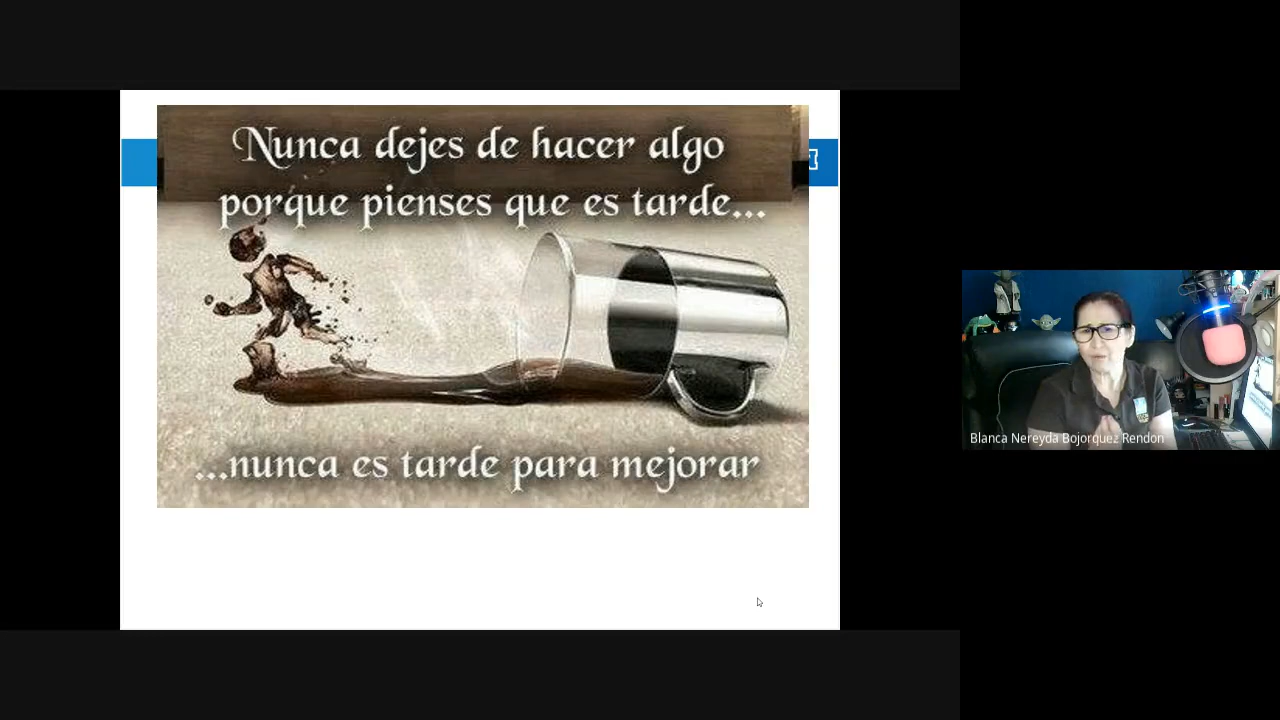 Nunca dejes de hacer algo
porque pienses que es tarde...
...nunca es tarde para mejorar
Blanca Nereyda Bojorquez Rendon